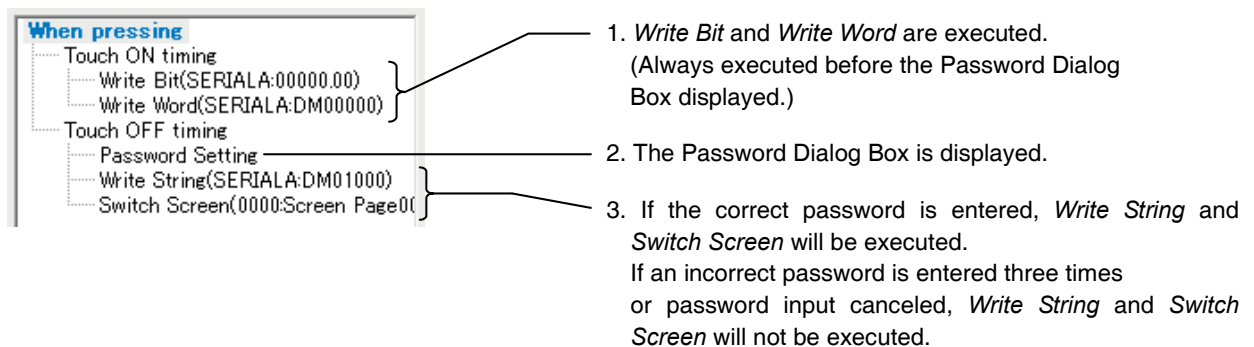 When pressing
Touch ON timing
Write Bit(SERIALA:00000.00)
Write Word(SERIALA:DM00000)
Touch OFF timing
Password Setting
Write String(SERIALA:DM01000)
Switch Screen(0000:Screen Page0(
1. Write Bit and Write Word are executed.
(Always executed before the Password Dialog
Box displayed.)
2. The Password Dialog Box is displayed.
3. If the correct password is entered, Write String and
Switch Screen will be executed.
If an incorrect password is entered three times
or password input canceled, Write String and Switch
Screen will not be executed.